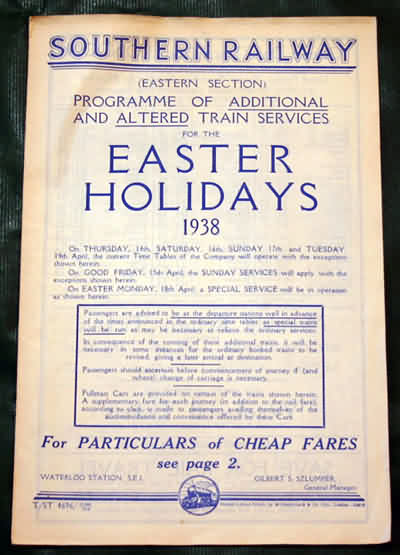 SOUTHERN RAILWAY
(EASTERN SECTION)
PROGRAMME OF ADDITIONAL
AND ALTERED TRAIN SERVICES
FOR THE
EASTER
HOLIDAYS
1938
On THURSDAY, 14th, SATURDAY, 16th, SUNDAY 17th and TUESDAY
19th April, the current Time Tables of the Company will operate with the exceptions
shown herein.
On GOOD FRIDAY, 15th April, the SUNDAY SERVICES will apply with the
exceptions shown herein.
On EASTER MONDAY, 18th April, a SPECIAL SERVICE will be in operation
as shown herein.
Passengers are advised to be at the departure stations well in advance
of the times announced in the ordinary time tables as special trains
will be run as may be necessary to relieve the ordinary services.
In consequence of the running of these additional trains, it will be
necessary in some instances for the ordinary booked trains to be
revised, giving a later arrival at destination.
Passengers should ascertain before commencement of journey if (and
where) change of carriage is necessary.
Pullman Cars are provided on certain of the trains shown herein.
A supplementary fare for each journey (in addition to the rail fare),
according to class, is made to passengers availing themselves of the
accommodation and convenience offered by these Cars.
For PARTICULARS of CHEAP FARES
see page 2.
WATERLOO STATION, S.E.1.
GILBERT S. SZLUMPER,
General Manager.
T/ST 4676/